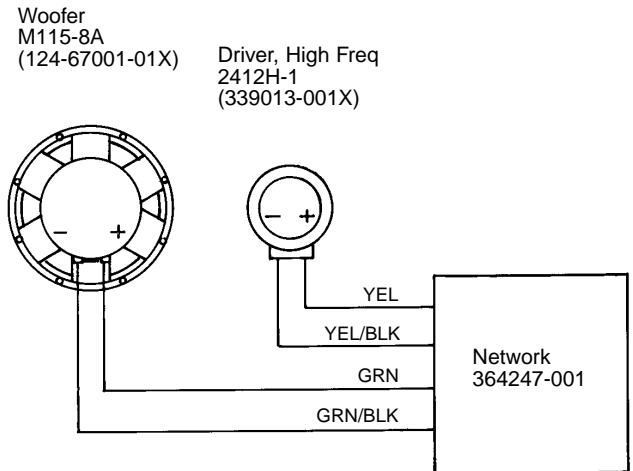 Woofer
M115-8A
(124-67001-01X)
Driver, High Freq
2412H-1
(339013-001X)
– +
– +
YEL
YEL/BLK
GRN
GRN/BLK
Network
364247-001